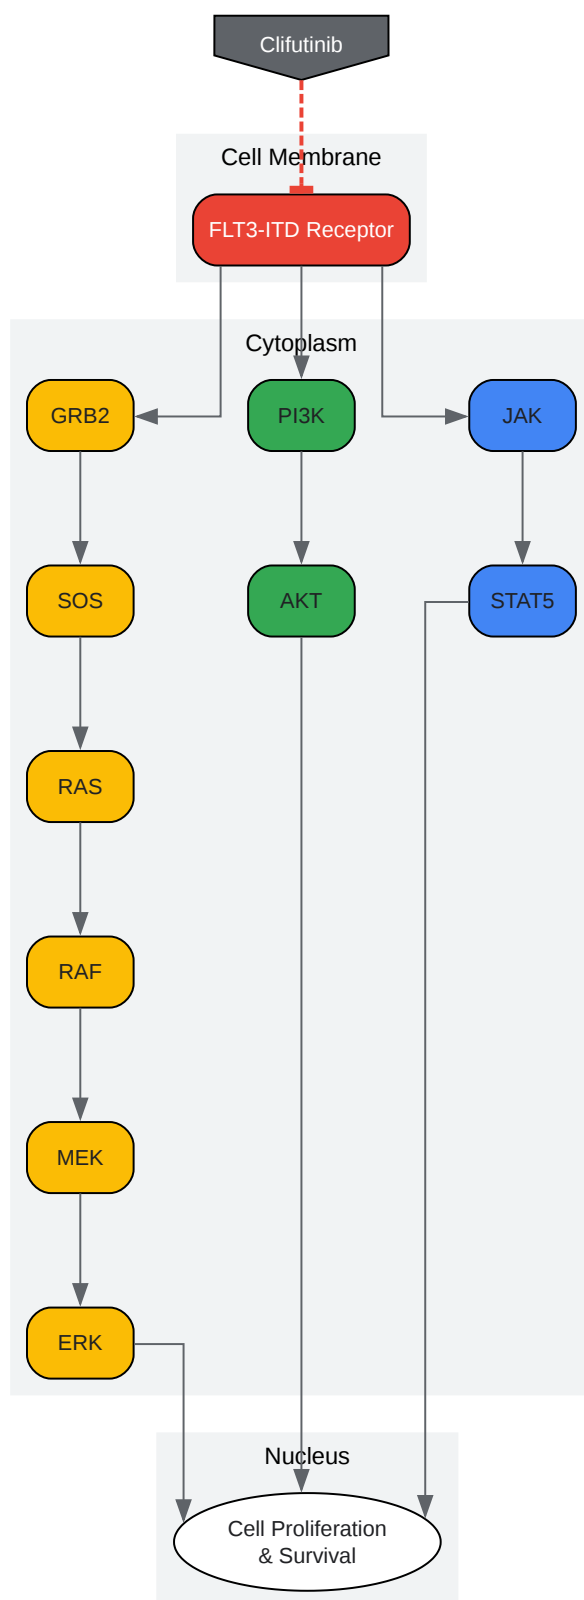 Clifutinib
Cell Membrane
FLT3-ITD Receptor
Cytoplasm
GRB2
PI3K
JAK
SOS
AKT
STAT5
RAS
RAF
MEK
ERK
Nucleus
Cell Proliferation
& Survival